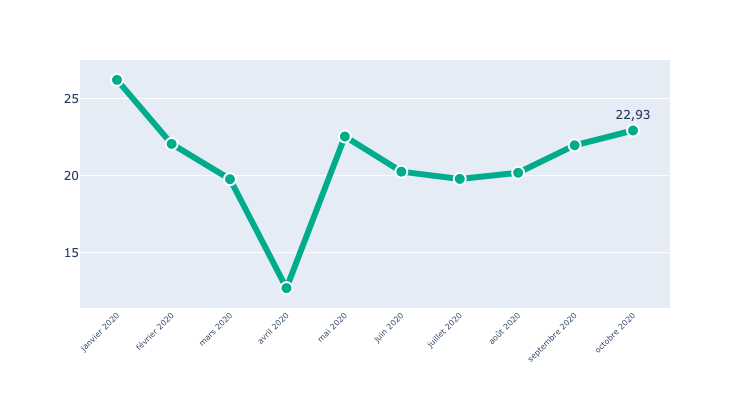 25
20
15
22,93
janvier 2020
février 2020
mars 2020
avril 2020
mai 2020
juin 2020
juillet 2020
août 2020
septembre 2020
octobre 2020